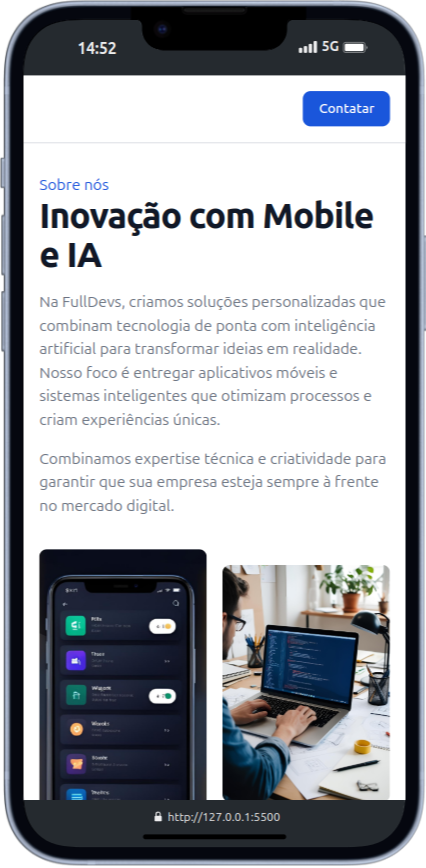 14:52
5G
Contatar
Sobre nós
Inovação com Mobile
e IA
Na FullDevs, criamos soluções personalizadas que
combinam tecnologia de ponta com inteligência
artificial para transformar ideias em realidade.
Nosso foco é entregar aplicativos móveis e
sistemas inteligentes que otimizam processos e
criam experiências únicas.
Combinamos expertise técnica e criatividade para
garantir que sua empresa esteja sempre à frente
no mercado digital.
http://127.0.0.1:5500